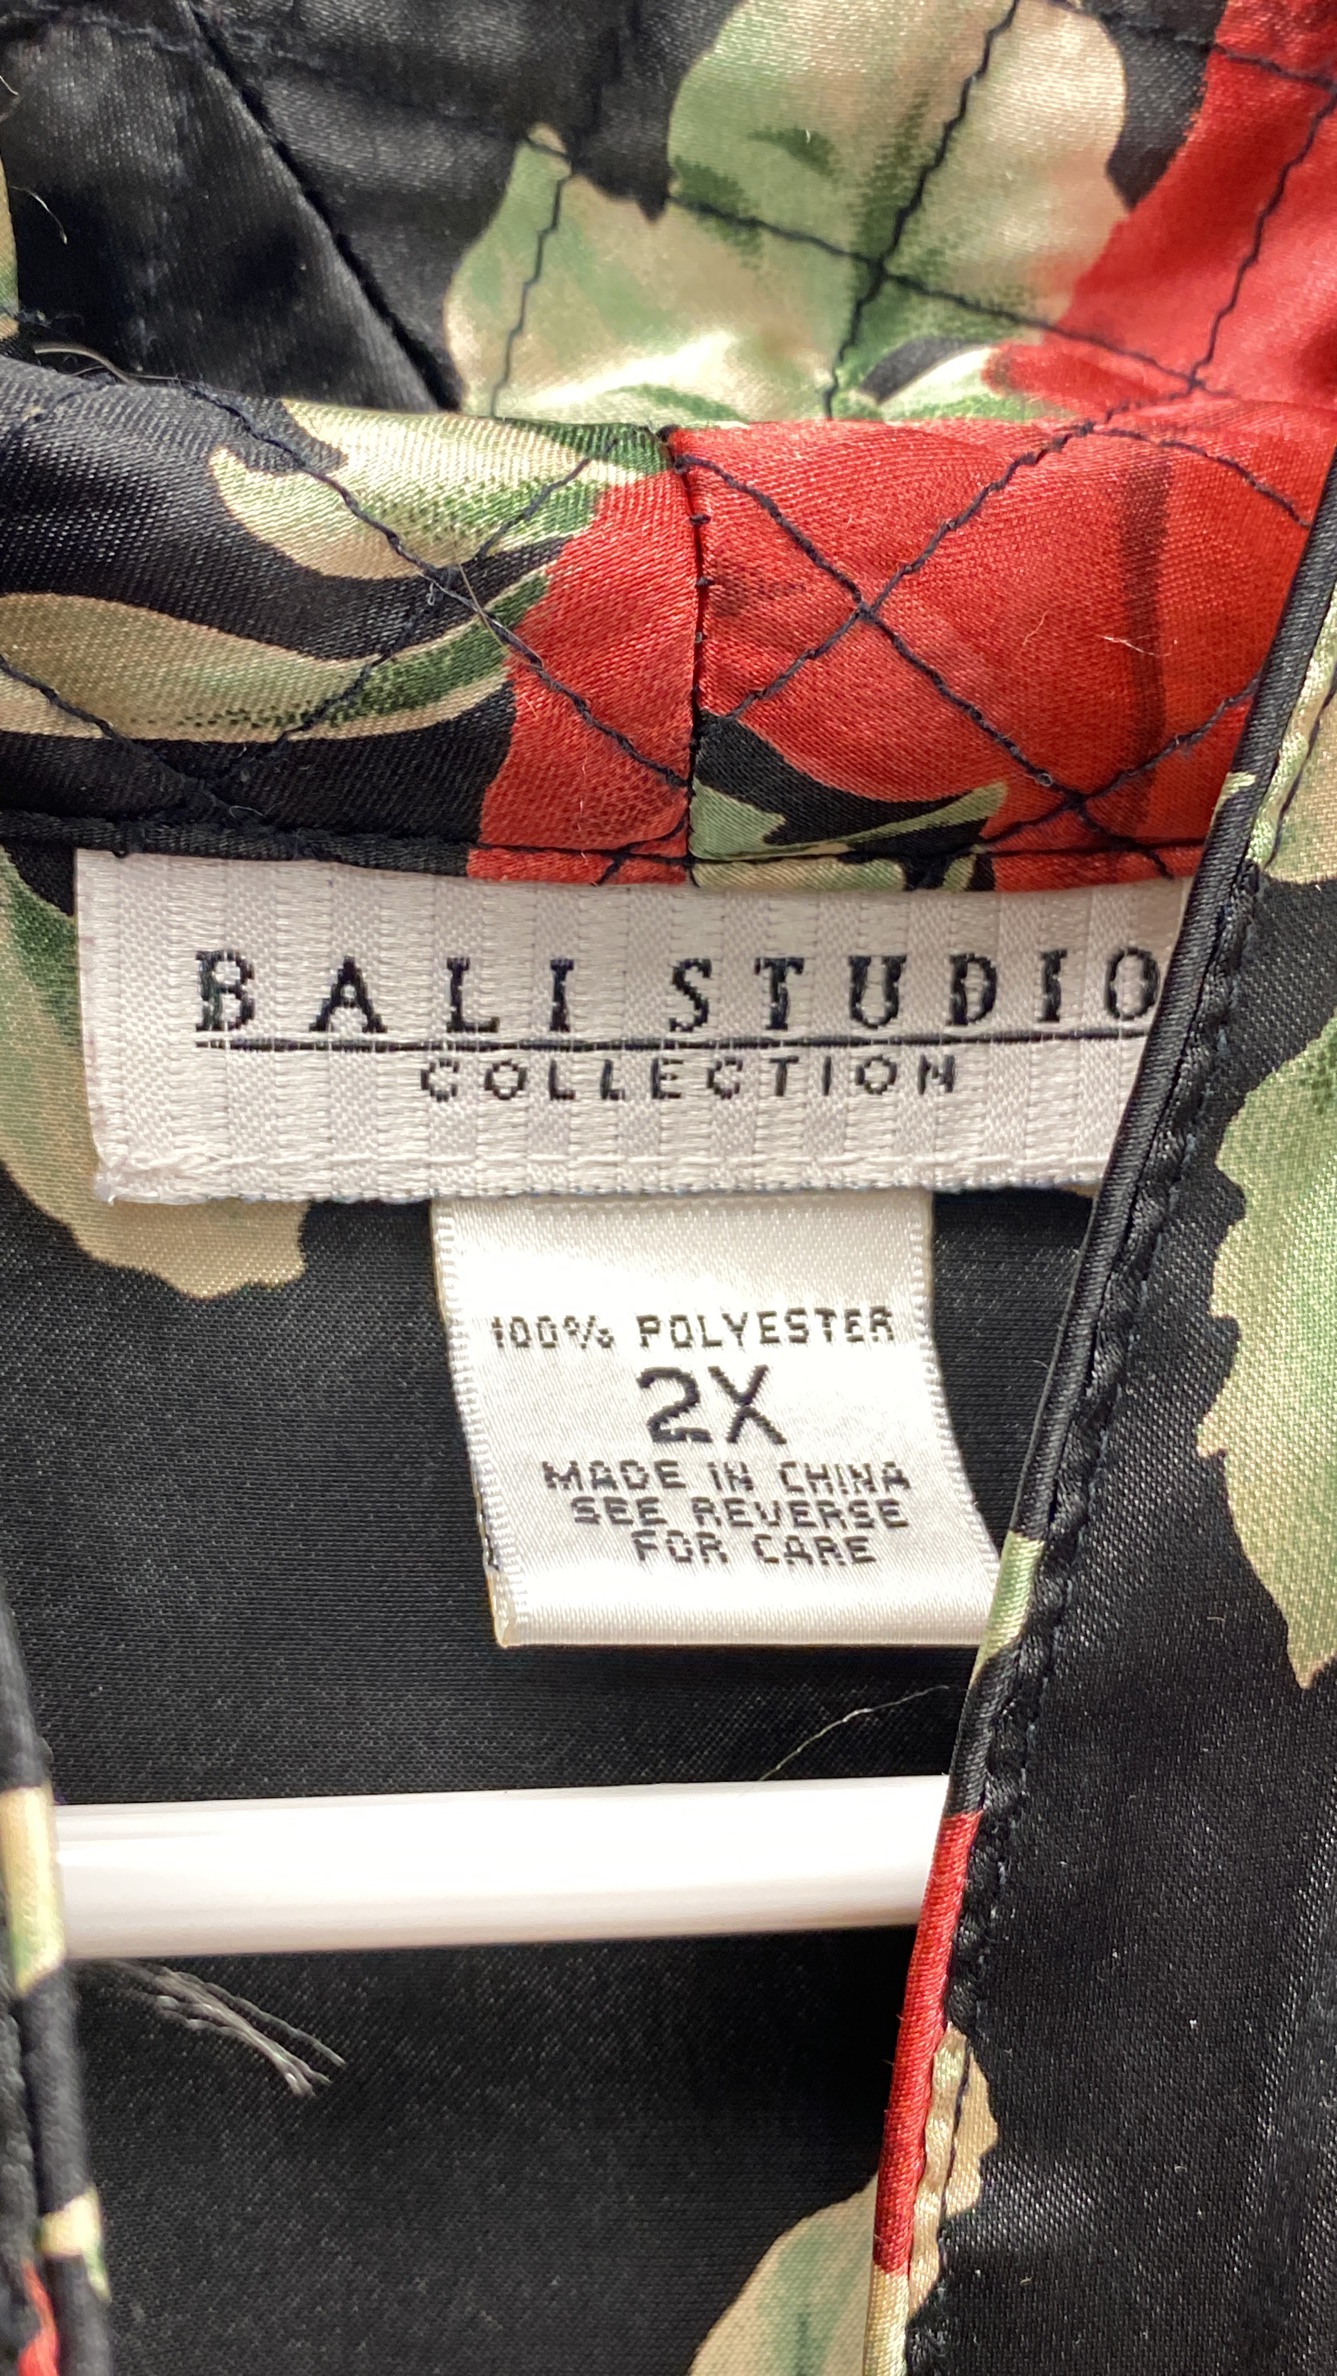 BALI STUDIO
COLLECTION
100% POLYESTER
2X
MADE IN CHINA
SEE REVERSE
FOR CARE